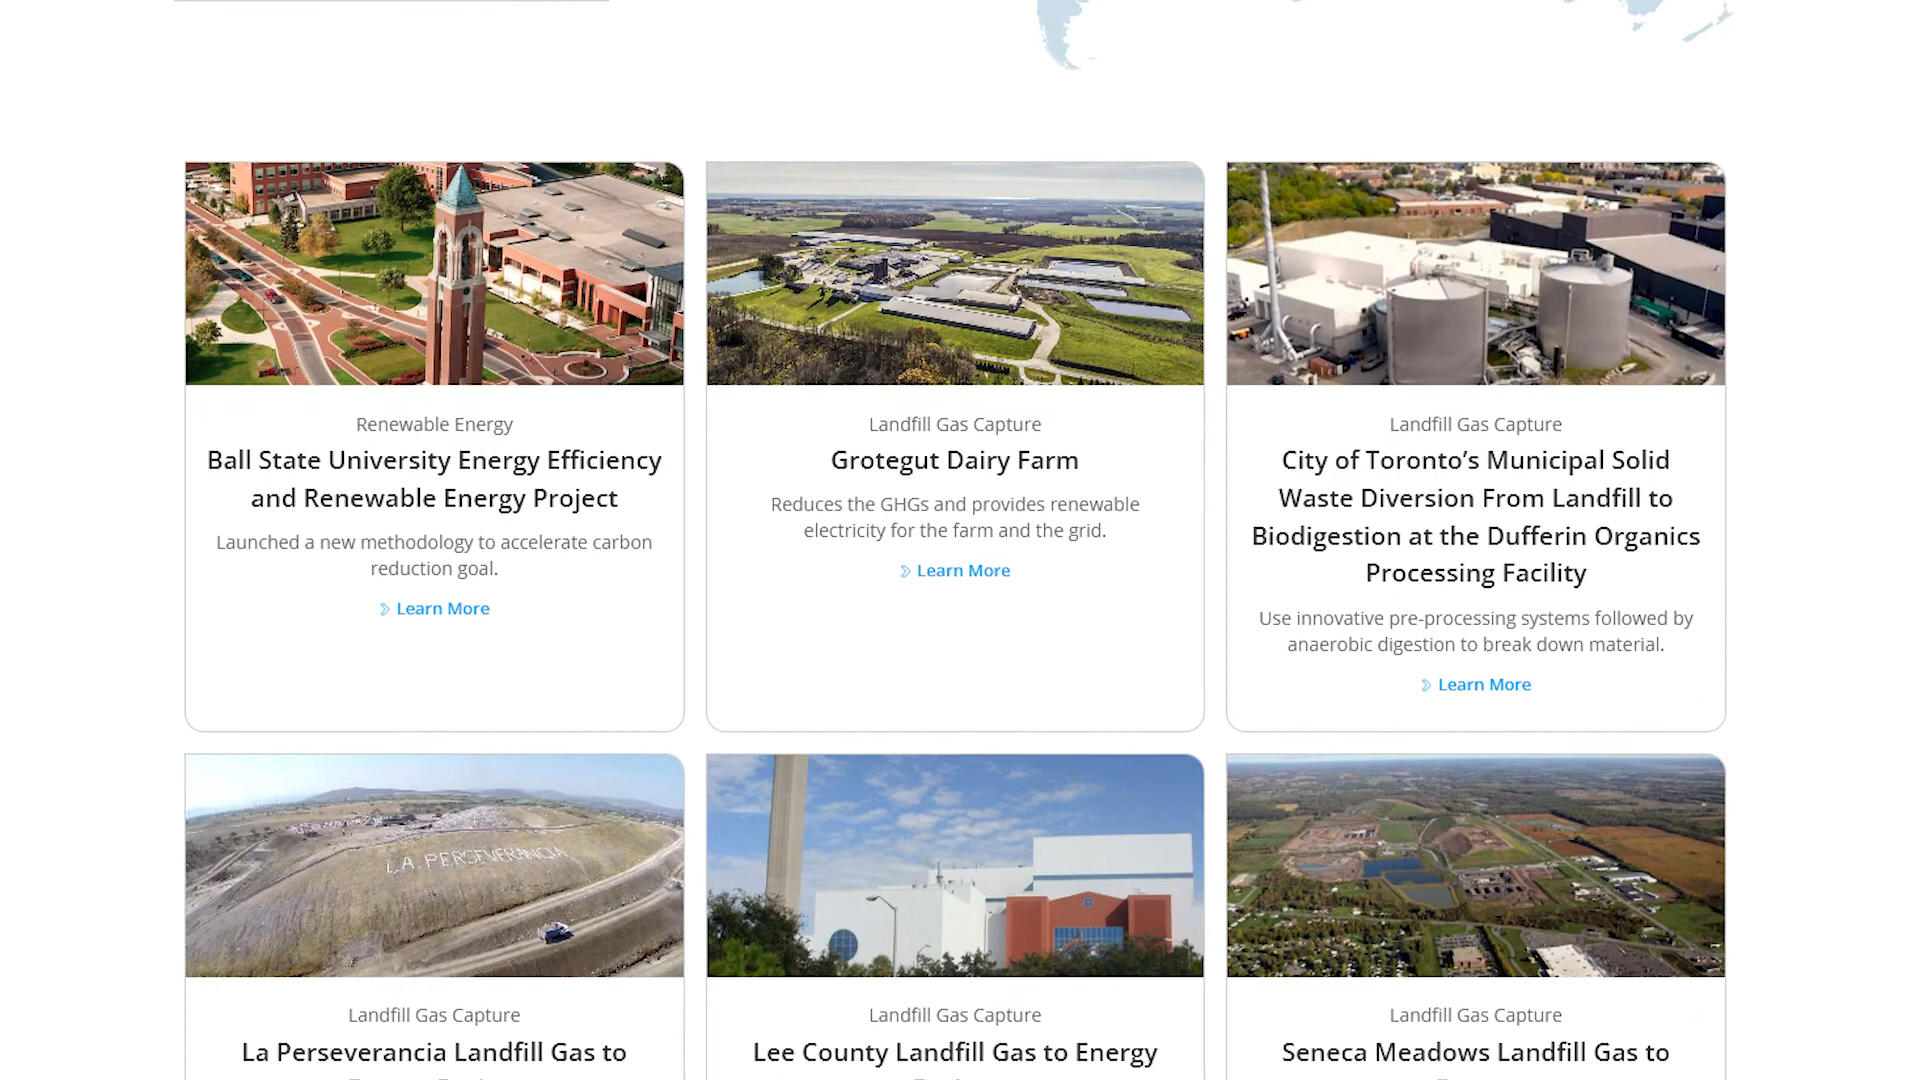 Renewable Energy
Ball State University Energy Efficiency
and Renewable Energy Project
Launched a new methodology to accelerate carbon
reduction goal.
Learn More
Landfill Gas Capture
Grotegut Dairy Farm
Reduces the GHGs and provides renewable
electricity for the farm and the grid.
Learn More
Landfill Gas Capture
City of Toronto’s Municipal Solid
Waste Diversion From Landfill to
Biodigestion at the Dufferin Organics
Processing Facility
Use innovative pre-processing systems followed by
anaerobic digestion to break down material.
Learn More
LA PERSEVERANCIA
Landfill Gas Capture
La Perseverancia Landfill Gas to
Landfill Gas Capture
Lee County Landfill Gas to Energy
Landfill Gas Capture
Seneca Meadows Landfill Gas to